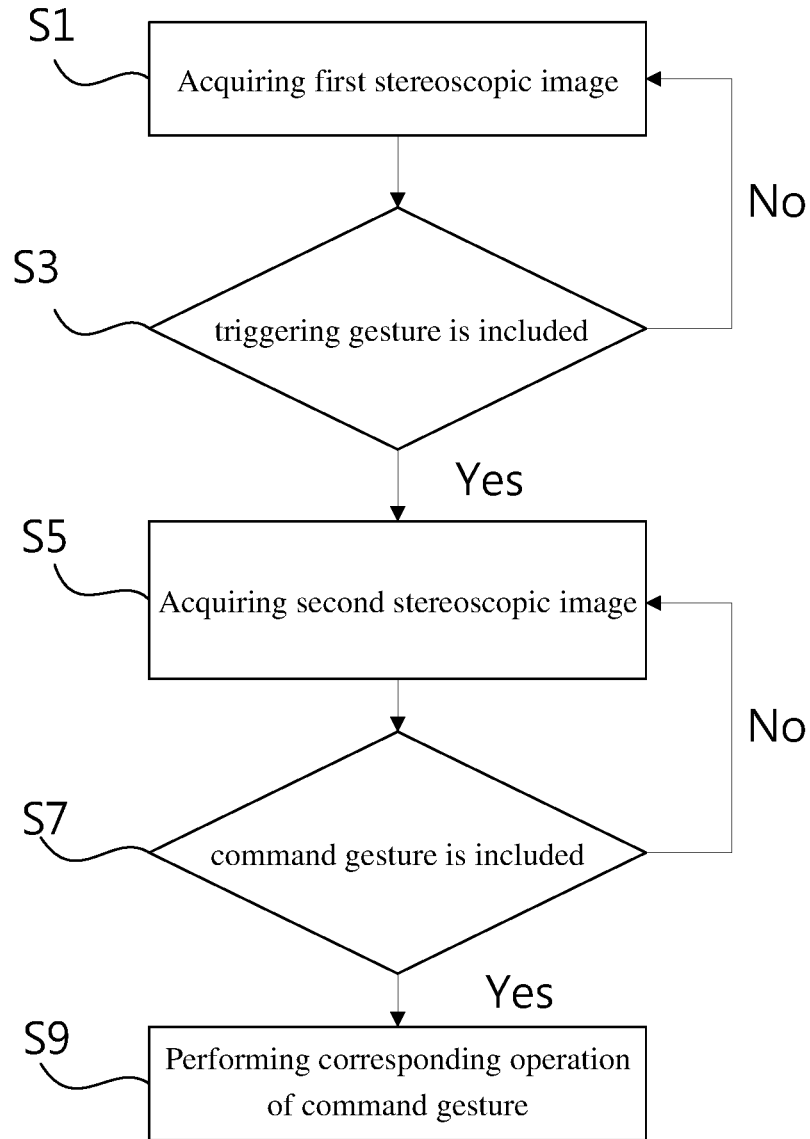 S1
Acquiring first stereoscopic image
No
S3
triggering gesture is included
Yes
S5
Acquiring second stereoscopic image
No
S7
command gesture is included
Yes
S9
Performing corresponding operation
of command gesture